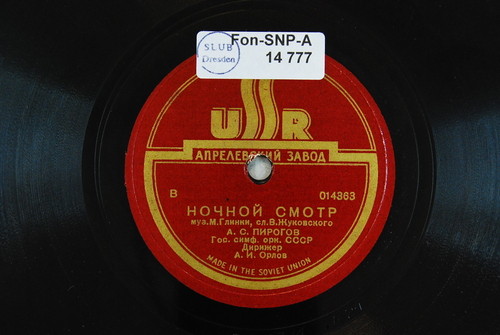 Fon-SNP-A
SLUB
Dresden
14 777
USSR
АПРЕЛЕВСКИЙ ЗАВОД
В
014363
НОЧНОЙ СМОТР
муз. М. Глинки, сл. В. Жуковского
А. С. ПИРОГОВ
Гос. симф. орк. СССР
Дирижер
А. И. Орлов
MADE IN THE SOVIET UNION